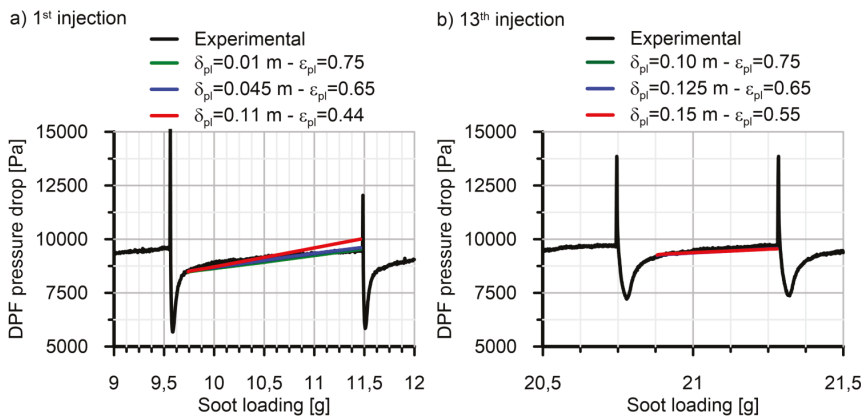 a) 1st injection
Experimental
δpl=0.01 m - εpl=0.75
δpl=0.045 m - εpl=0.65
δpl=0.11 m - εpl=0.44
DPF pressure drop [Pa]
15000
12500
10000
7500
5000
9 9,5 10 10,5 11 11,5 12
Soot loading [g]
b) 13th injection
Experimental
δpl=0.10 m - εpl=0.75
δpl=0.125 m - εpl=0.65
δpl=0.15 m - εpl=0.55
DPF pressure drop [Pa]
15000
12500
10000
7500
5000
20,5 21 21,5
Soot loading [g]